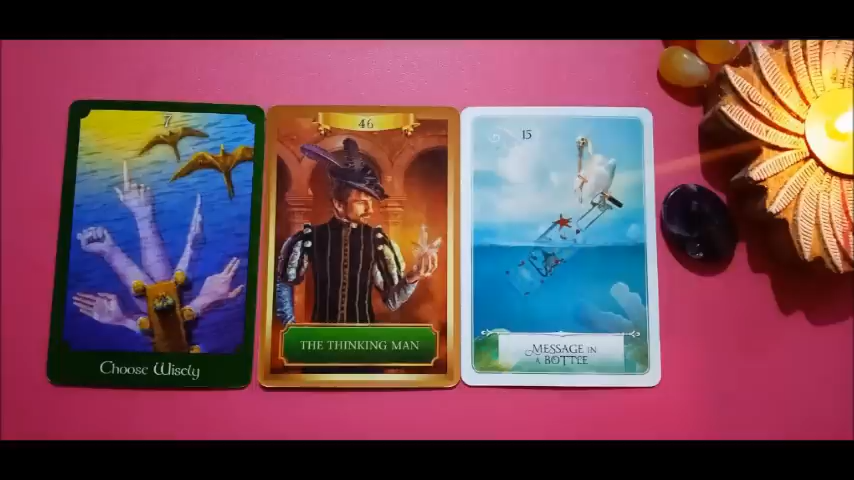 7
Choose Wisely
46
THE THINKING MAN
15
MESSAGE IN
A BOTTLE